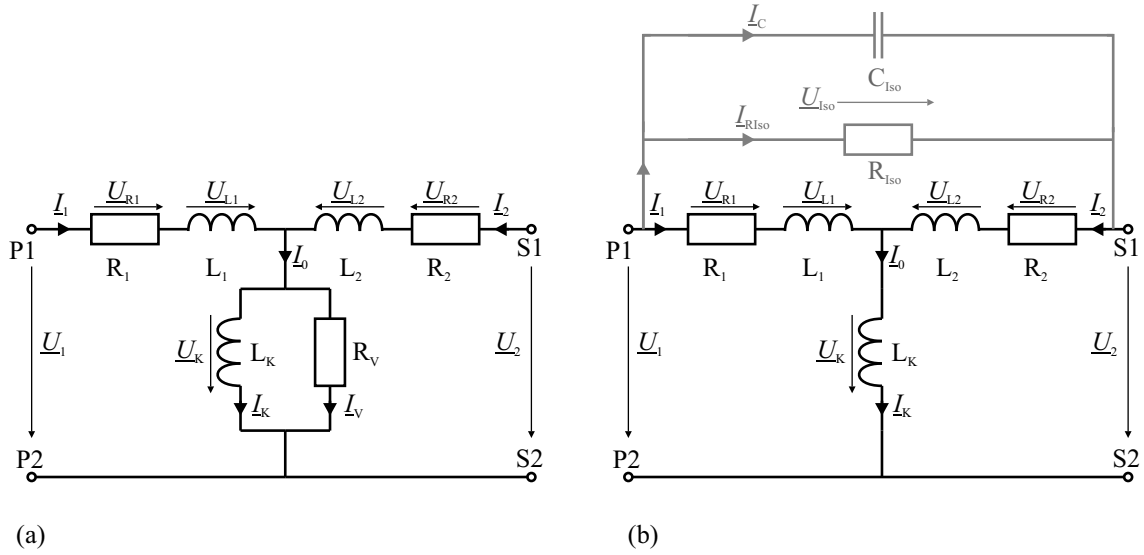 I_C
C_Iso
U_Iso
I_RIso
R_Iso
U_R1 U_L1 U_L2 U_R2 U_R1 U_L1 U_L2 U_R2
I_1 I_2 I_1 I_2
P1 S1 P1 S1
R_1 L_1 I_0 L_2 R_2 R_1 L_1 I_0 L_2 R_2
U_1 U_K L_K R_V U_2 U_1 U_K L_K U_2
I_K I_V I_K
P2 S2 P2 S2
(a) (b)